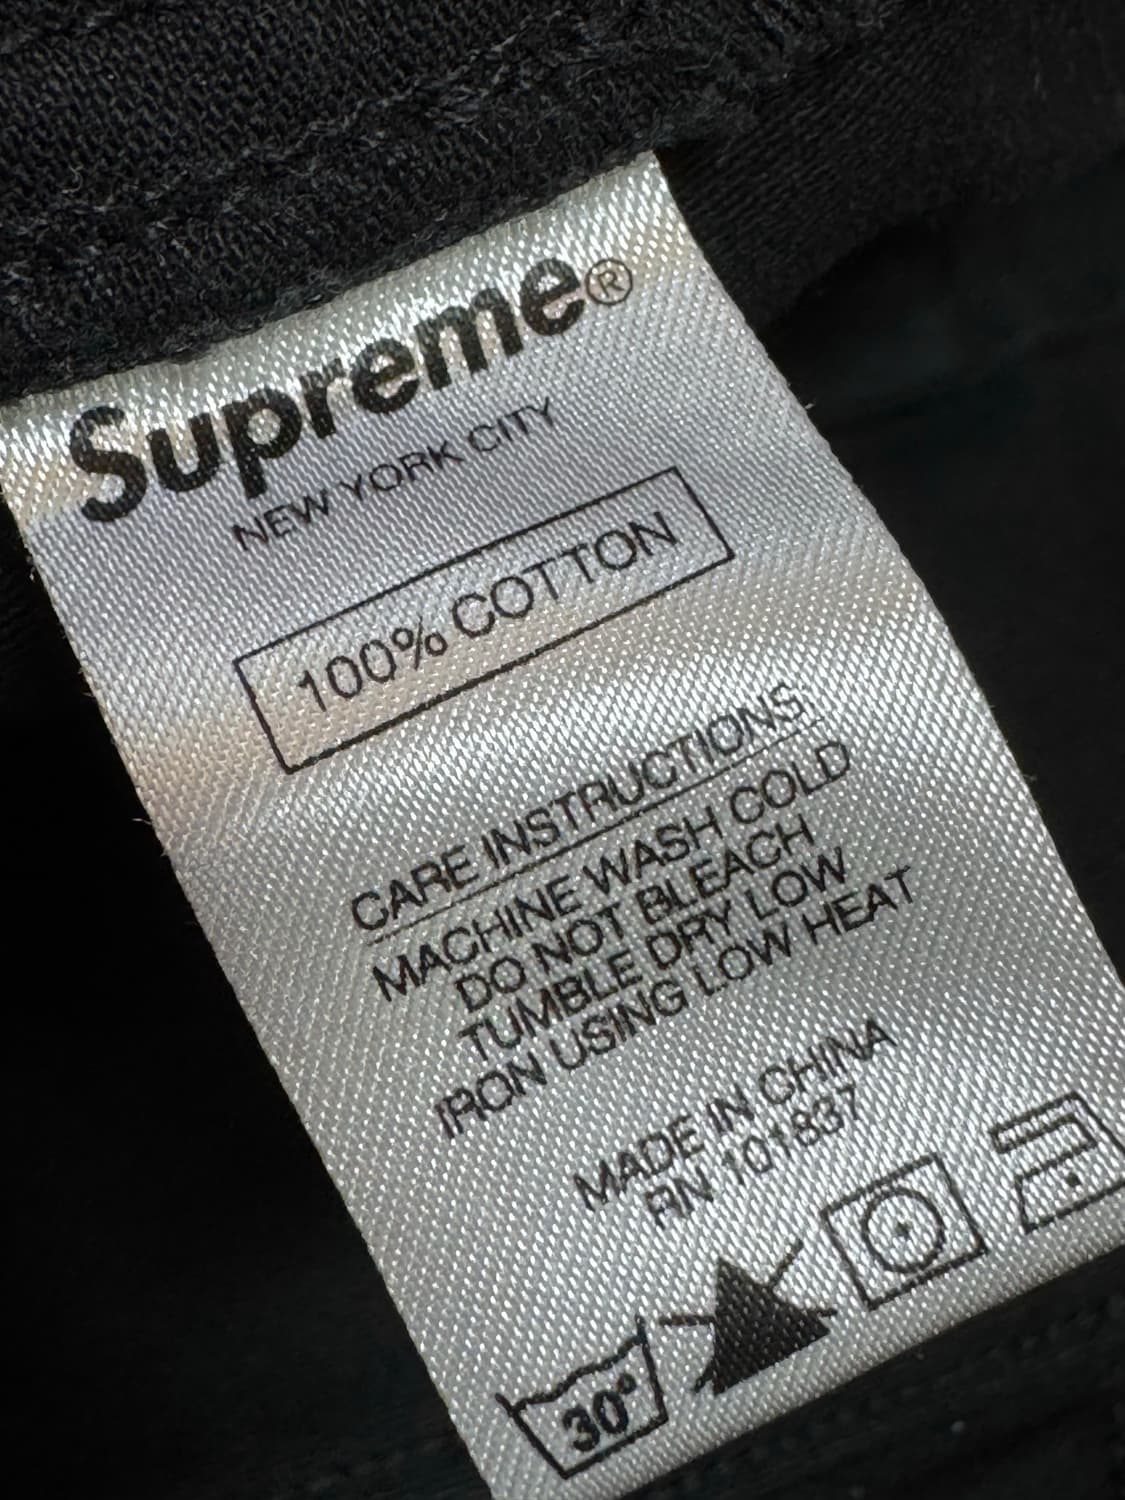 Supreme®
NEW YORK CITY
100% COTTON
CARE INSTRUCTIONS
MACHINE WASH COLD
DO NOT BLEACH
TUMBLE DRY LOW
IRON USING LOW HEAT
MADE IN CHINA
RN 101837
30°